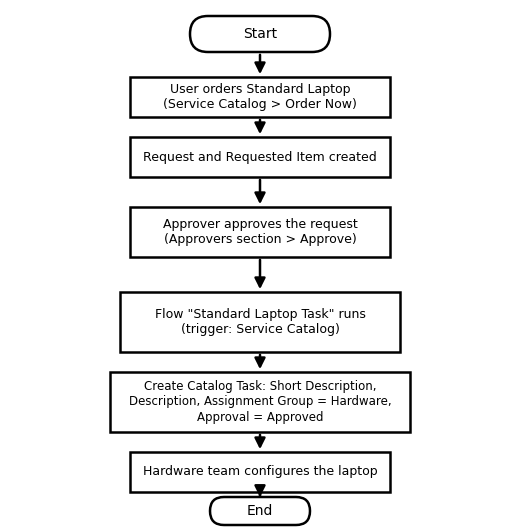 Start
User orders Standard Laptop
(Service Catalog > Order Now)
Request and Requested Item created
Approver approves the request
(Approvers section > Approve)
Flow "Standard Laptop Task" runs
(trigger: Service Catalog)
Create Catalog Task: Short Description,
Description, Assignment Group = Hardware,
Approval = Approved
Hardware team configures the laptop
End